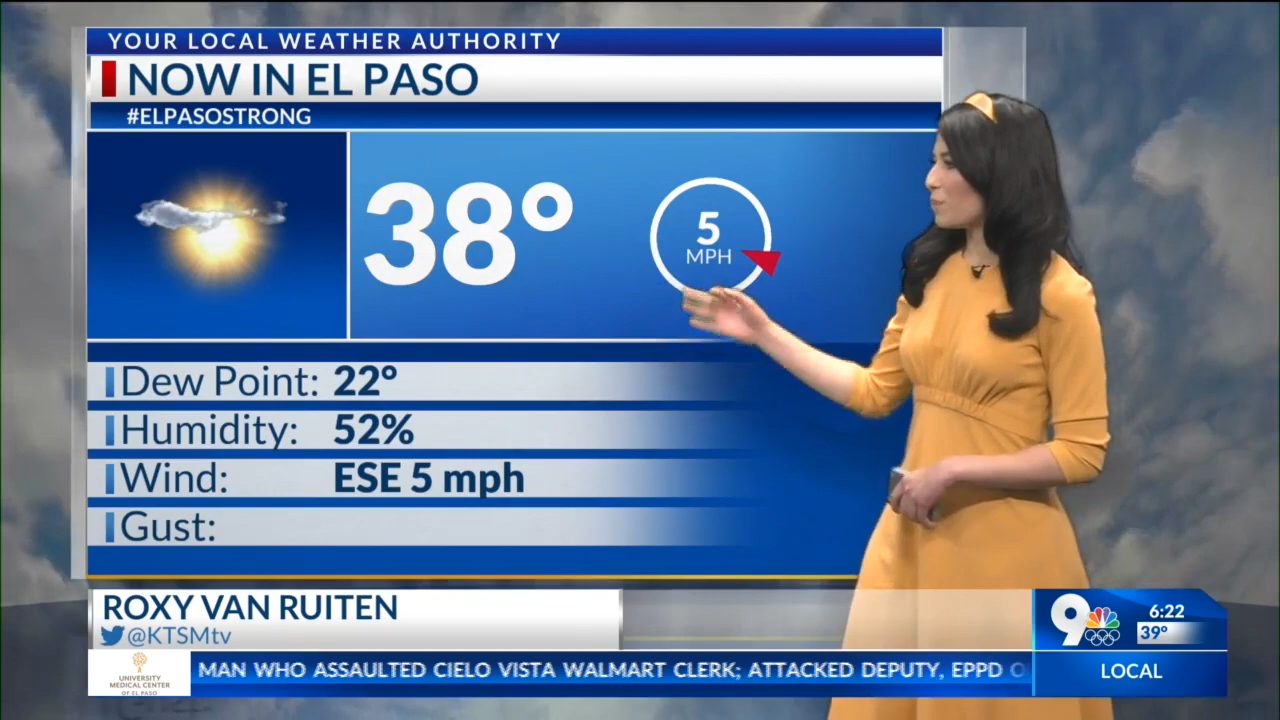 YOUR LOCAL WEATHER AUTHORITY
NOW IN EL PASO
#ELPASOSTRONG
38°
5
MPH
Dew Point: 22°
Humidity: 52%
Wind: ESE 5 mph
Gust:
ROXY VAN RUITEN
@KTSMtv
9
6:22
39°
UNIVERSITY
MEDICAL CENTER
OF EL PASO
MAN WHO ASSAULTED CIELO VISTA WALMART CLERK; ATTACKED DEPUTY, EPPD
LOCAL